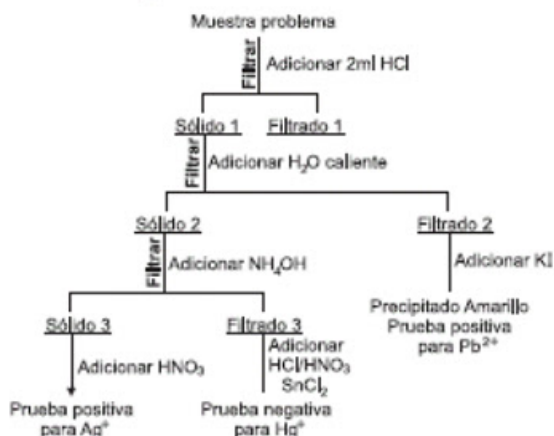 Muestra problema
Filtrar
Adicionar 2ml HCl
Sólido 1
Filtrado 1
Filtrar
Adicionar H₂O caliente
Sólido 2
Filtrado 2
Filtrar
Adicionar NH₄OH
Adicionar KI
Precipitado Amarillo
Prueba positiva
para Pb²⁺
Sólido 3
Filtrado 3
Adicionar HNO₃
Adicionar
HCl/HNO₃
SnCl₂
Prueba positiva
para Ag⁺
Prueba negativa
para Hg⁺